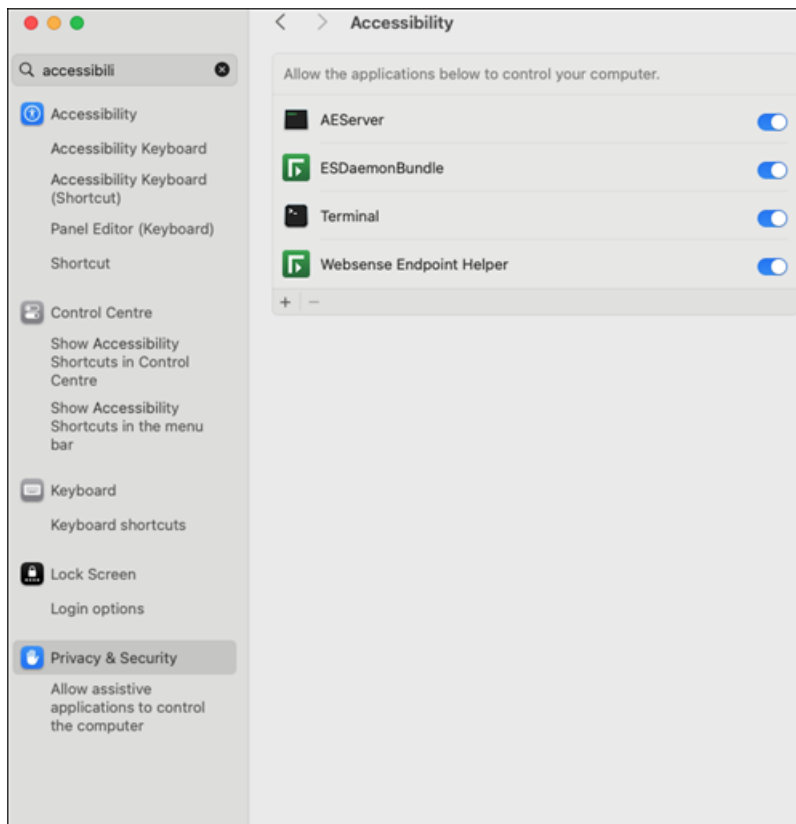 Accessibility
accessibili
Allow the applications below to control your computer.
Accessibility
Accessibility Keyboard
Accessibility Keyboard
(Shortcut)
Panel Editor (Keyboard)
Shortcut
Control Centre
Show Accessibility
Shortcuts in Control
Centre
Show Accessibility
Shortcuts in the menu
bar
Keyboard
Keyboard shortcuts
Lock Screen
Login options
Privacy & Security
Allow assistive
applications to control
the computer
AEServer
ESDaemonBundle
Terminal
Websense Endpoint Helper